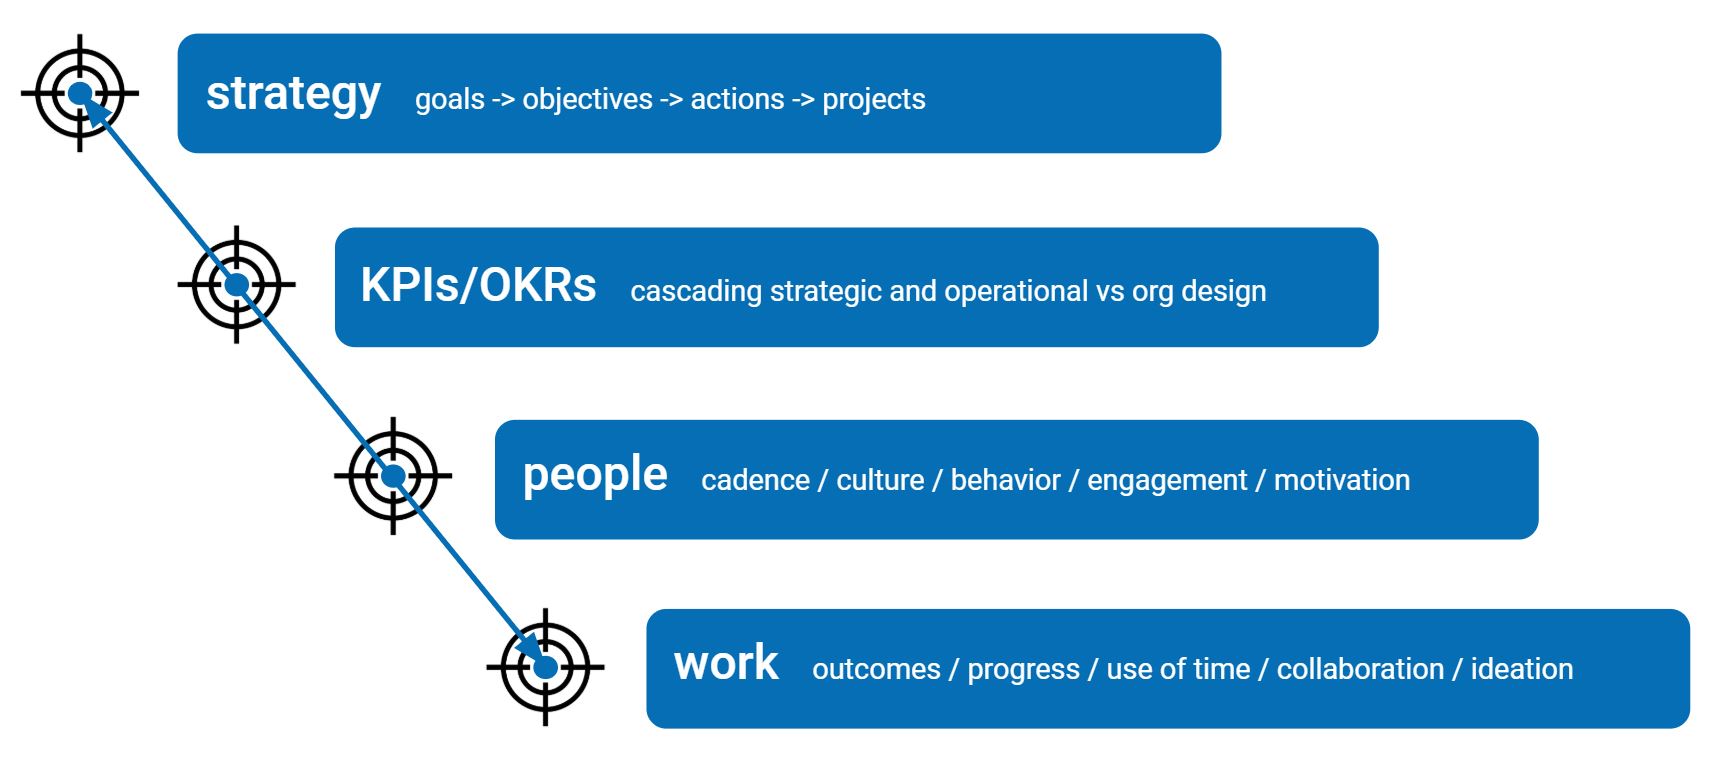 strategy goals -> objectives -> actions -> projects
KPIs/OKRs cascading strategic and operational vs org design
people cadence / culture / behavior / engagement / motivation
work outcomes / progress / use of time / collaboration / ideation